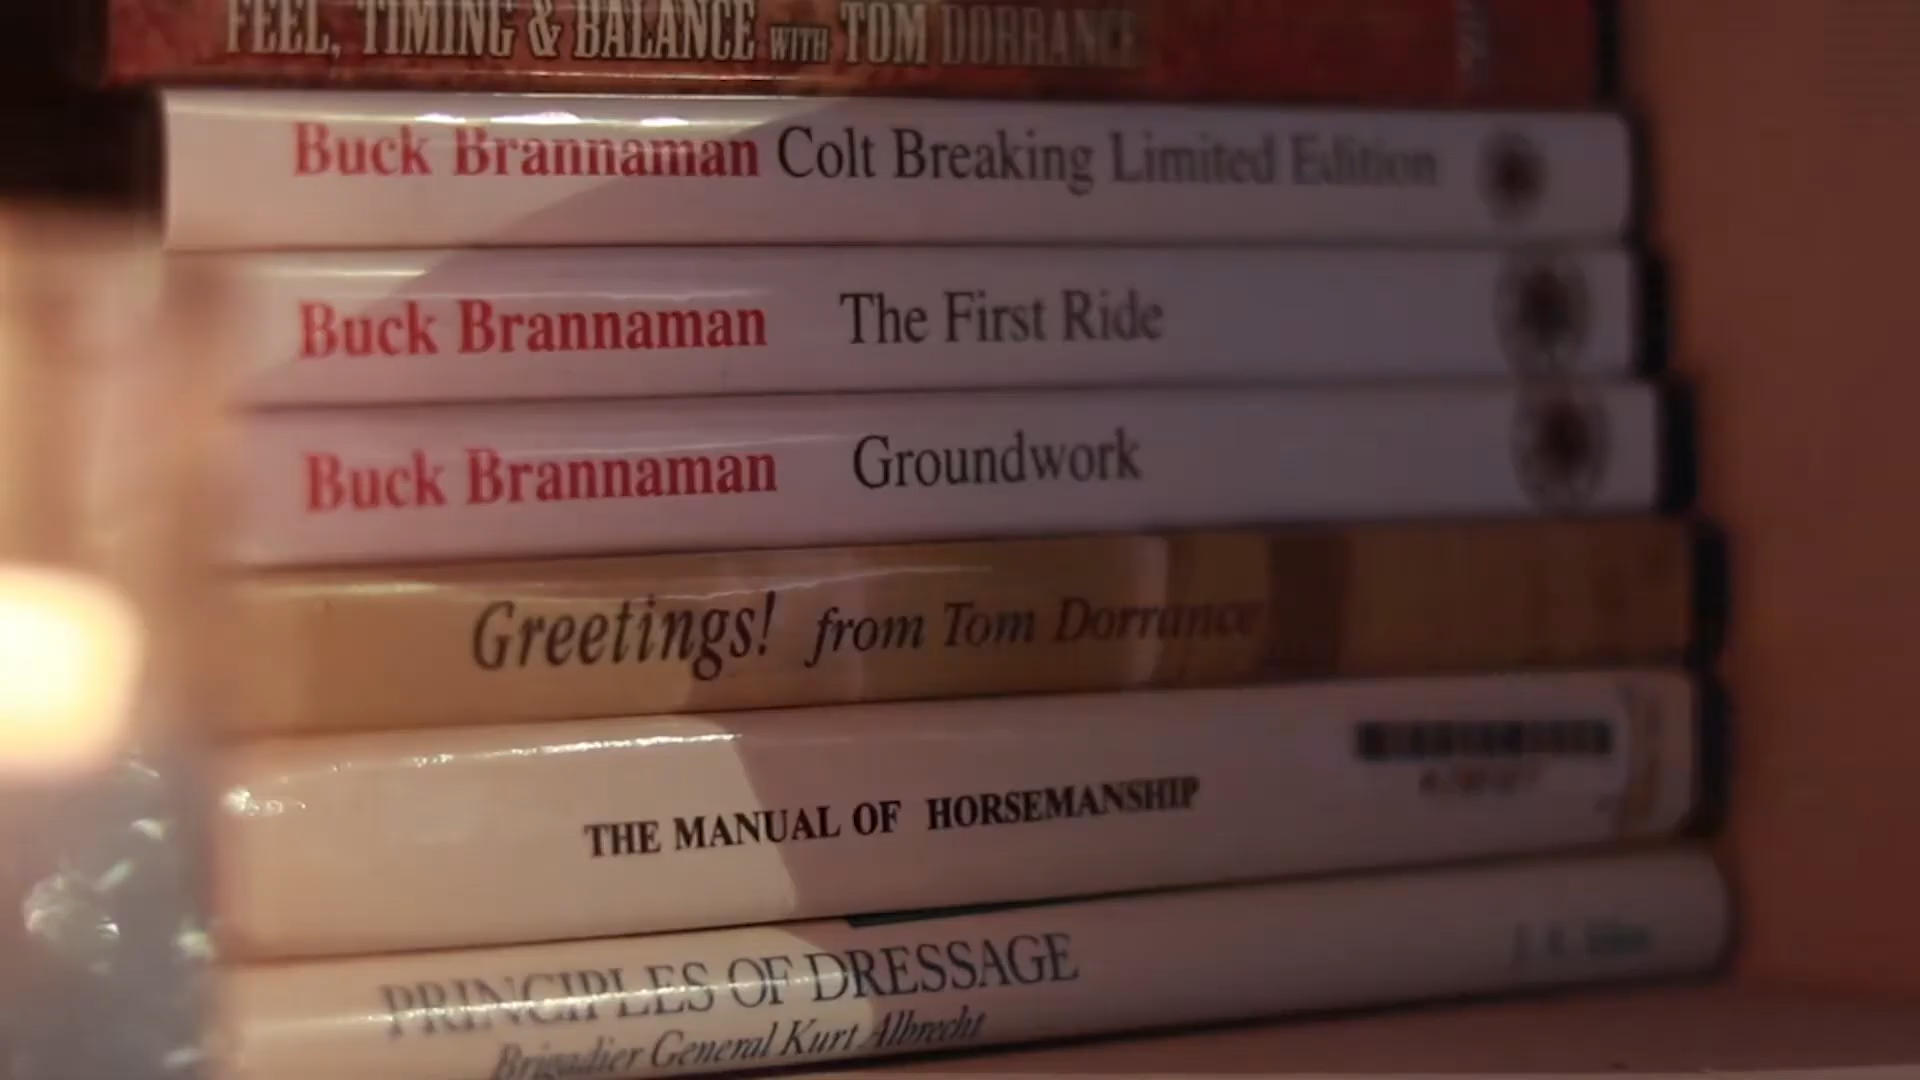 FEEL, TIMING & BALANCE WITH TOM DORRANCE
Buck Brannaman Colt Breaking Limited Edition
Buck Brannaman The First Ride
Buck Brannaman Groundwork
Greetings! from Tom Dorrance
THE MANUAL OF HORSEMANSHIP
PRINCIPLES OF DRESSAGE
Brigadier General Kurt Albrecht